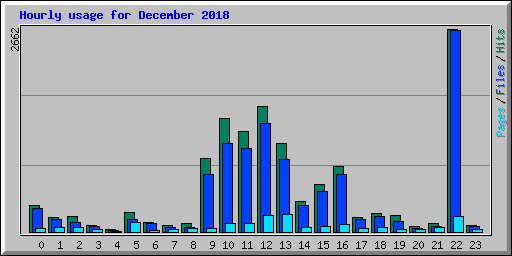 Hourly usage for December 2018
2662
Pages/Files/Hits
0 1 2 3 4 5 6 7 8 9 10 11 12 13 14 15 16 17 18 19 20 21 22 23